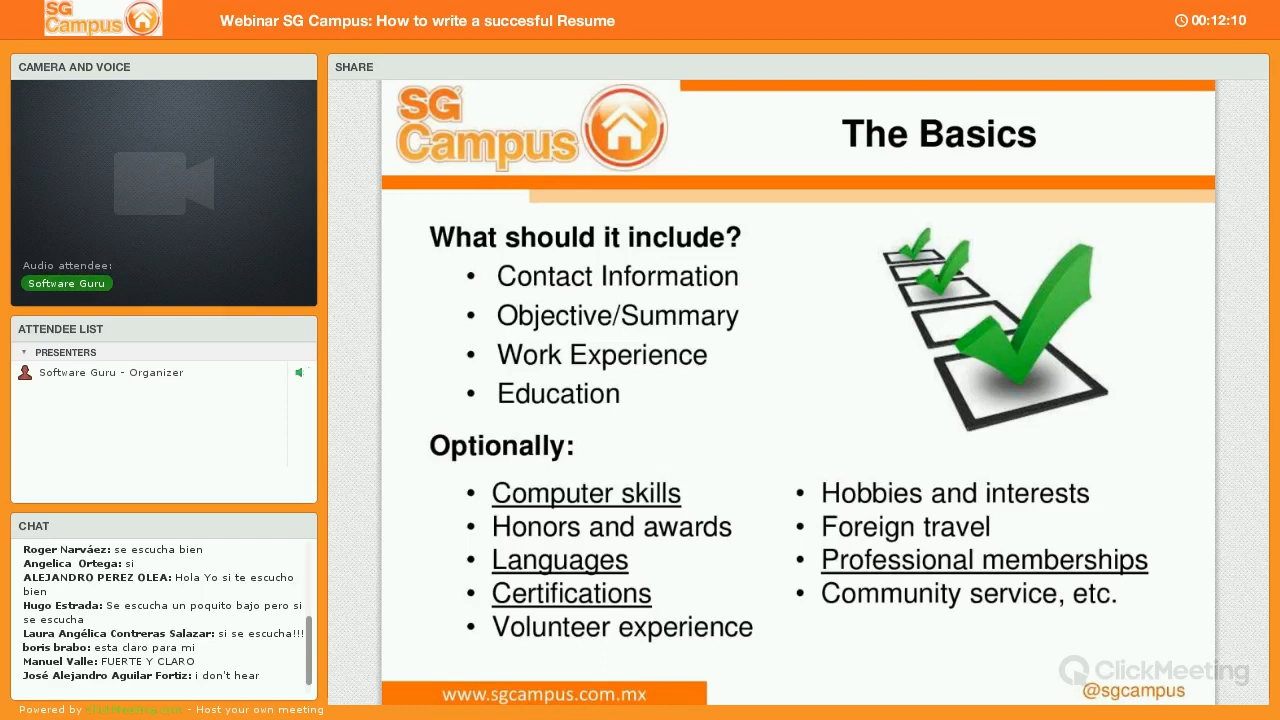 SG Campus
Webinar SG Campus: How to write a succesful Resume
00:12:10
CAMERA AND VOICE
Audio attendee:
Software Guru
ATTENDEE LIST
PRESENTERS
Software Guru - Organizer
CHAT
Roger Narváez: se escucha bien
Angelica Ortega: si
ALEJANDRO PEREZ OLEA: Hola Yo si te escucho
bien
Hugo Estrada: Se escucha un poquito bajo pero si
se escucha
Laura Angélica Contreras Salazar: si se escucha!!!
boris brabo: esta claro para mi
Manuel Valle: FUERTE Y CLARO
José Alejandro Aguilar Fortiz: i don't hear
Powered by ClickMeeting.com - Host your own meeting
SHARE
SG
Campus
The Basics
What should it include?
• Contact Information
• Objective/Summary
• Work Experience
• Education
Optionally:
• Computer skills
• Honors and awards
• Languages
• Certifications
• Volunteer experience
• Hobbies and interests
• Foreign travel
• Professional memberships
• Community service, etc.
www.sgcampus.com.mx
ClickMeeting
@sgcampus